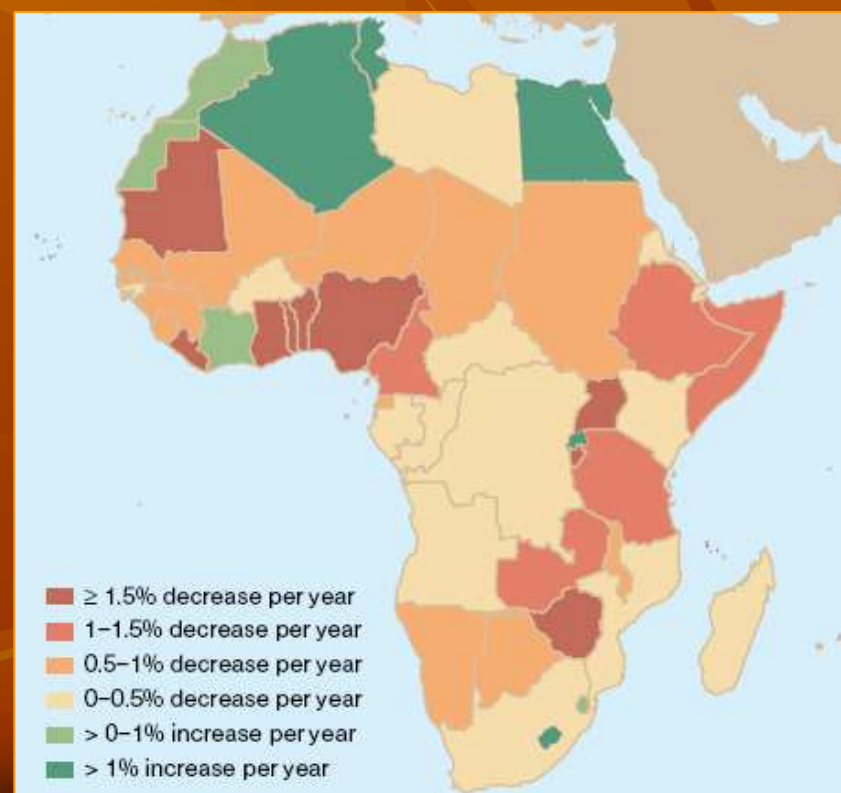 ≥ 1.5% decrease per year
1–1.5% decrease per year
0.5–1% decrease per year
0–0.5% decrease per year
> 0–1% increase per year
> 1% increase per year